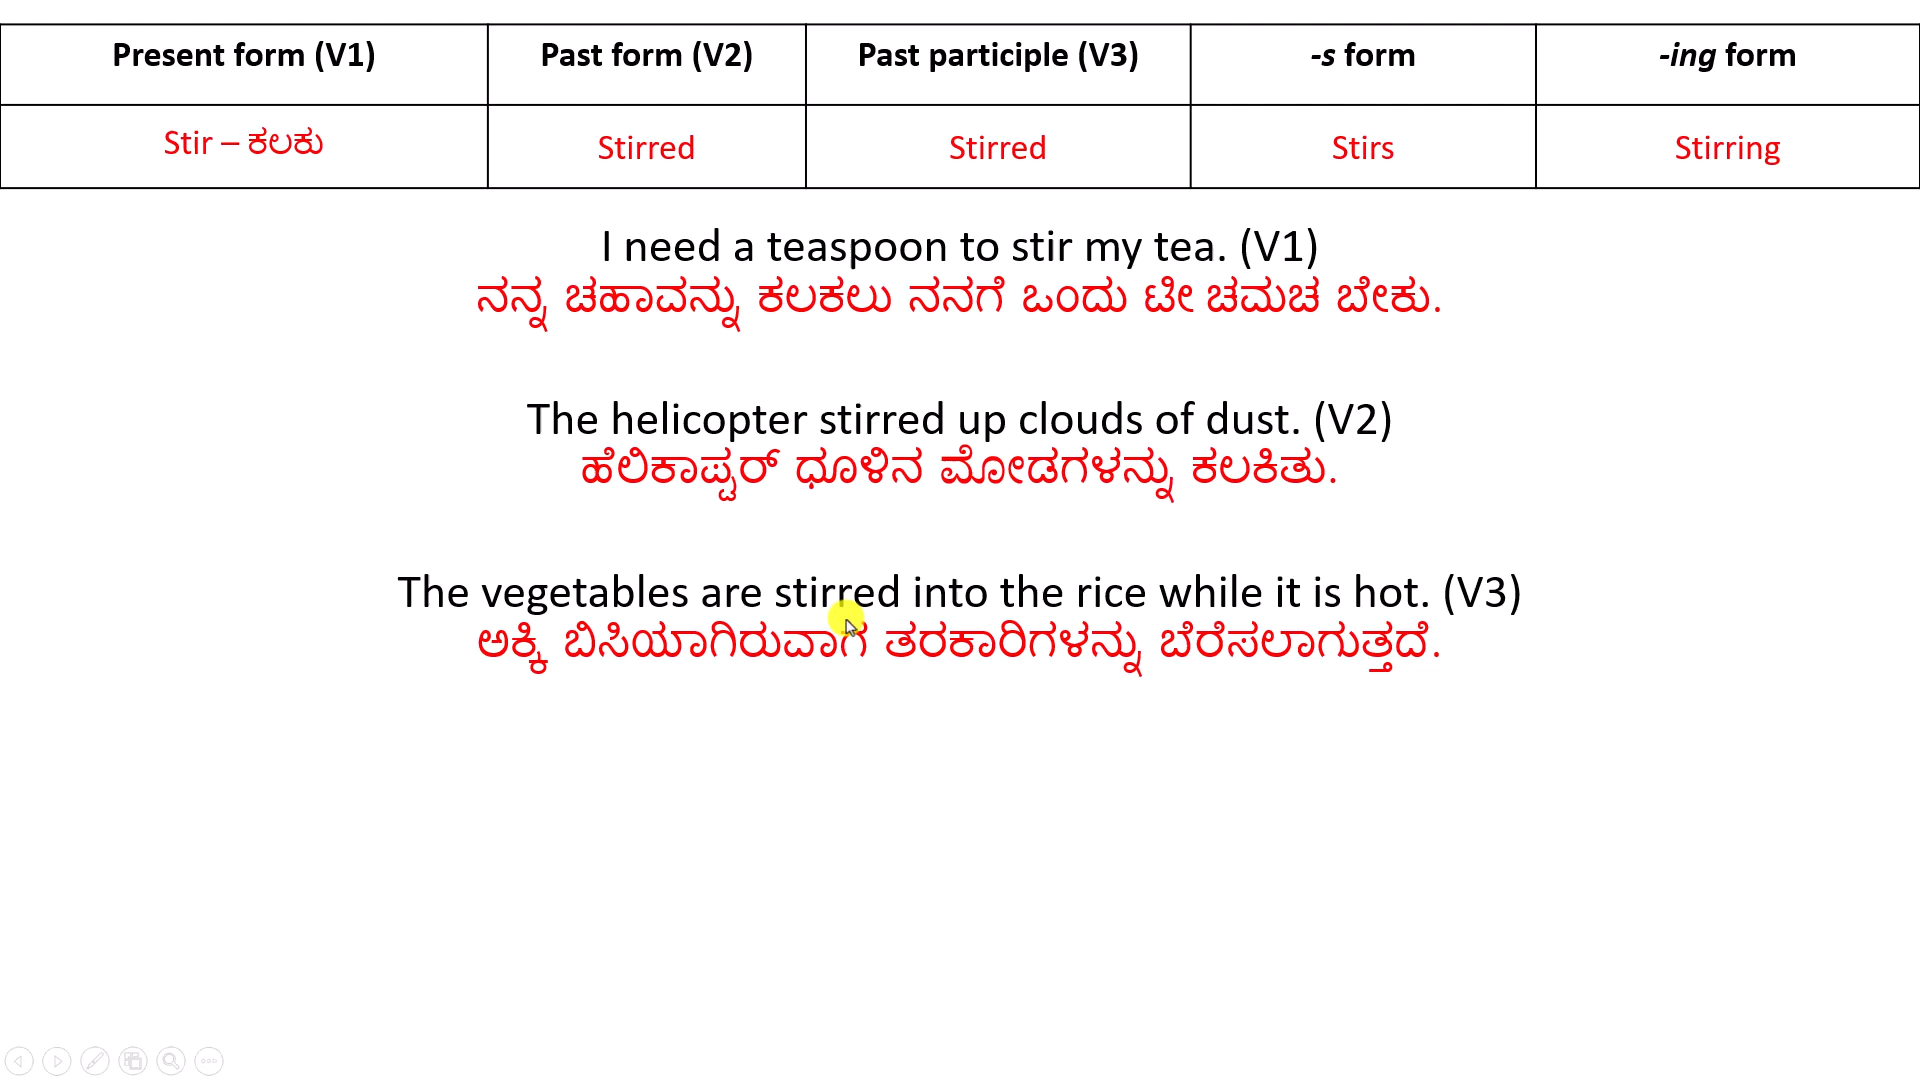 Present form (V1) Past form (V2) Past participle (V3) -s form -ing form
Stir – ಕಲಕು Stirred Stirred Stirs Stirring
I need a teaspoon to stir my tea. (V1)
ನನ್ನ ಚಹಾವನ್ನು ಕಲಕಲು ನನಗೆ ಒಂದು ಟೀ ಚಮಚ ಬೇಕು.
The helicopter stirred up clouds of dust. (V2)
ಹೆಲಿಕಾಪ್ಟರ್ ಧೂಳಿನ ಮೋಡಗಳನ್ನು ಕಲಕಿತು.
The vegetables are stirred into the rice while it is hot. (V3)
ಅಕ್ಕಿ ಬಿಸಿಯಾಗಿರುವಾಗ ತರಕಾರಿಗಳನ್ನು ಬೆರೆಸಲಾಗುತ್ತದೆ.